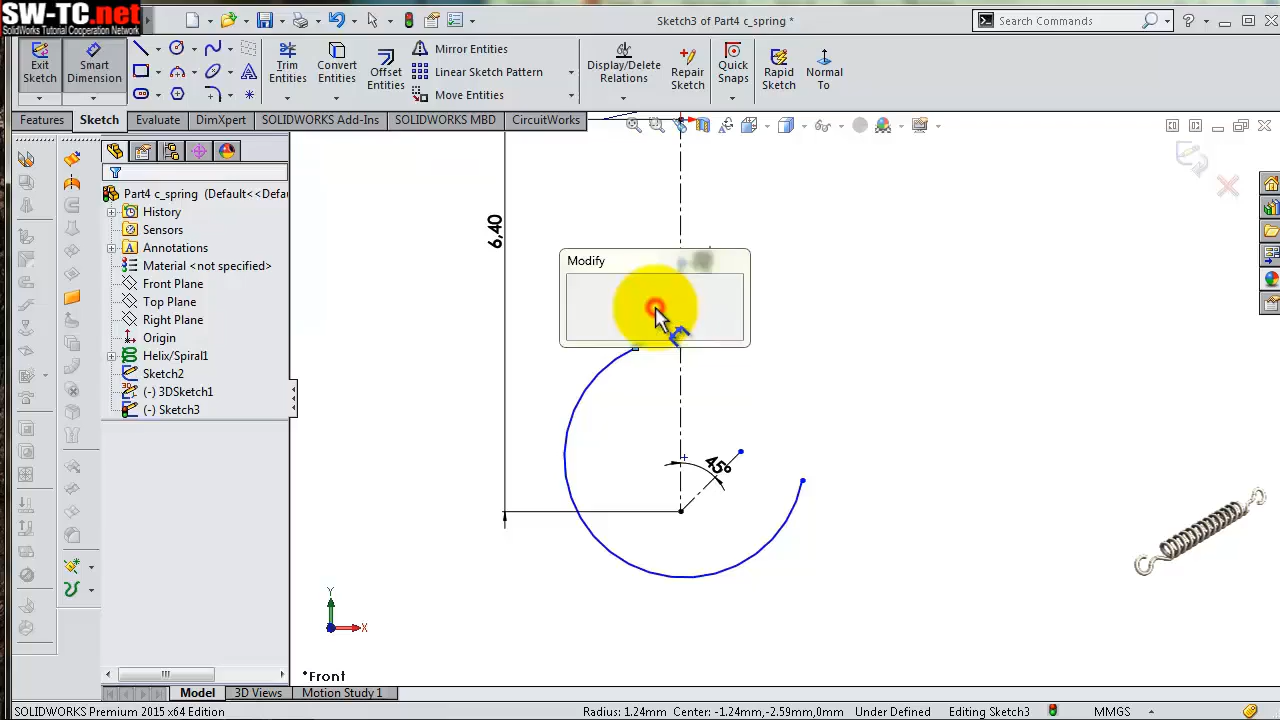 SW-TC.net
SolidWorks Tutorial Cooperation Network
Sketch3 of Part4 c_spring *
Search Commands
?
Exit Sketch
Smart Dimension
Trim Entities
Convert Entities
Offset Entities
Mirror Entities
Linear Sketch Pattern
Move Entities
Display/Delete Relations
Repair Sketch
Quick Snaps
Rapid Sketch
Normal To
Features
Sketch
Evaluate
DimXpert
SOLIDWORKS Add-Ins
SOLIDWORKS MBD
CircuitWorks
Part4 c_spring (Default<<Defau
History
Sensors
Annotations
Material <not specified>
Front Plane
Top Plane
Right Plane
Origin
Helix/Spiral1
Sketch2
(-) 3DSketch1
(-) Sketch3
6,40
Modify
45°
Y
X
*Front
Model
3D Views
Motion Study 1
SOLIDWORKS Premium 2015 x64 Edition
Radius: 1.24mm Center: -1.24mm,-2.59mm,0mm
Under Defined
Editing Sketch3
MMGS